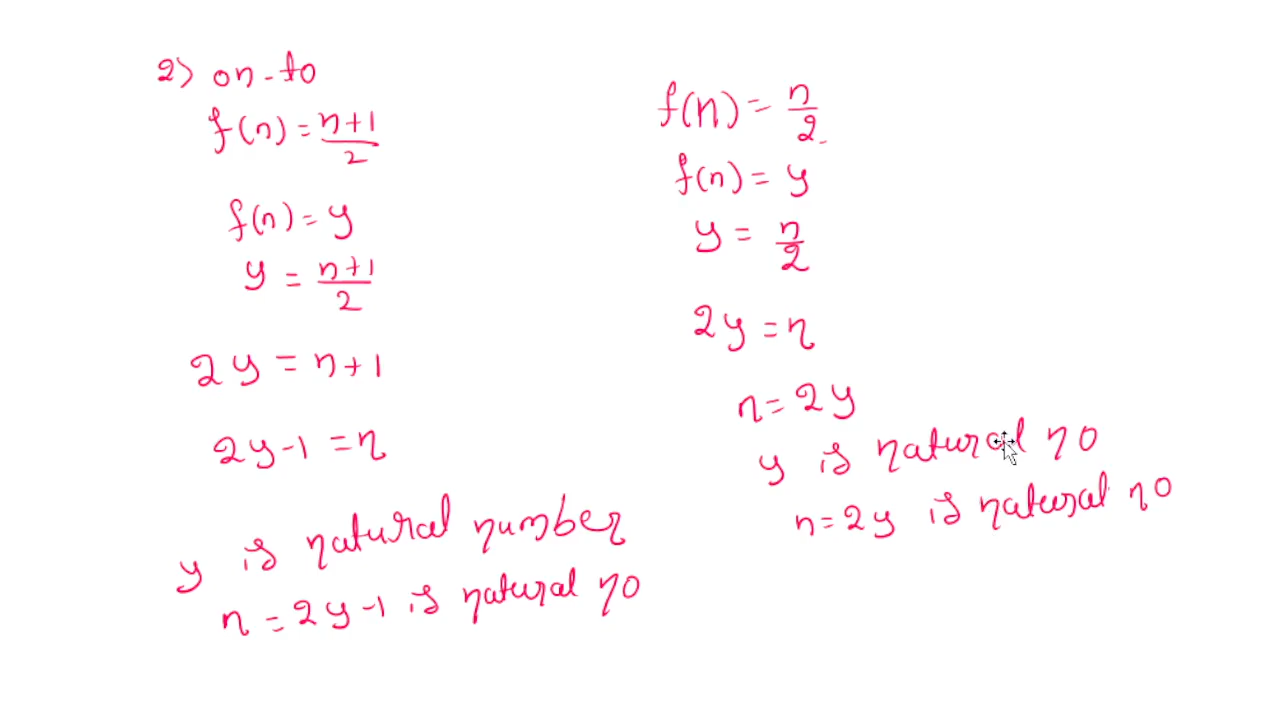 2) on-to
f(n) = n+1/2
f(n) = y
y = n+1/2
2y = n+1
2y-1 = n
y is natural number
n = 2y-1 is natural no
f(n) = n/2
f(n) = y
y = n/2
2y = n
n = 2y
y is natural no
n = 2y is natural no